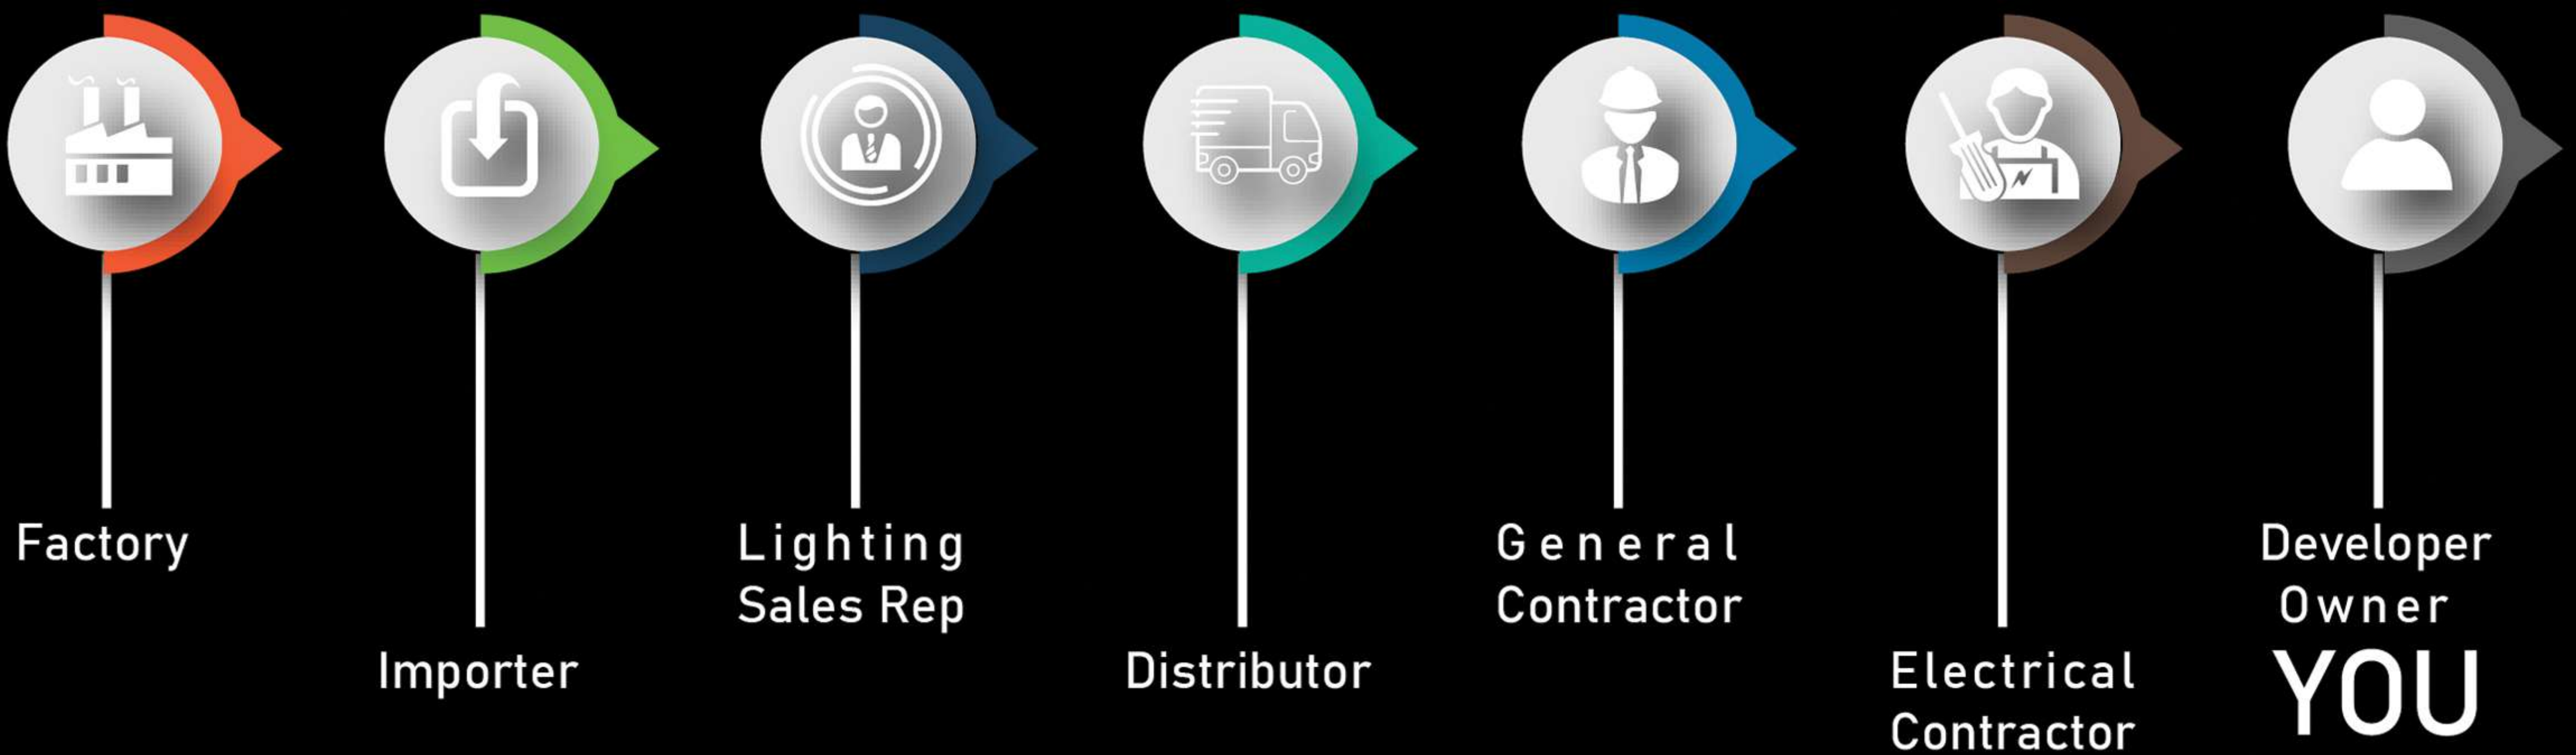 Factory
Importer
Lighting
Sales Rep
Distributor
General
Contractor
Electrical
Contractor
Developer
Owner
YOU